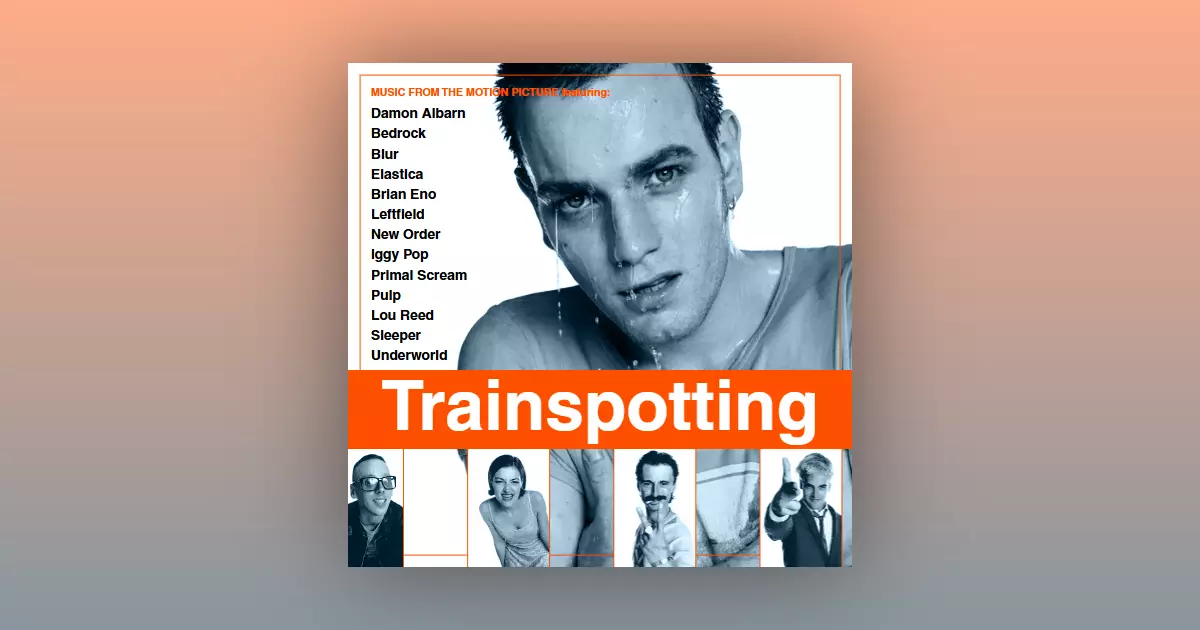 MUSIC FROM THE MOTION PICTURE featuring:
Damon Albarn
Bedrock
Blur
Elastica
Brian Eno
Leftfield
New Order
Iggy Pop
Primal Scream
Pulp
Lou Reed
Sleeper
Underworld
Trainspotting